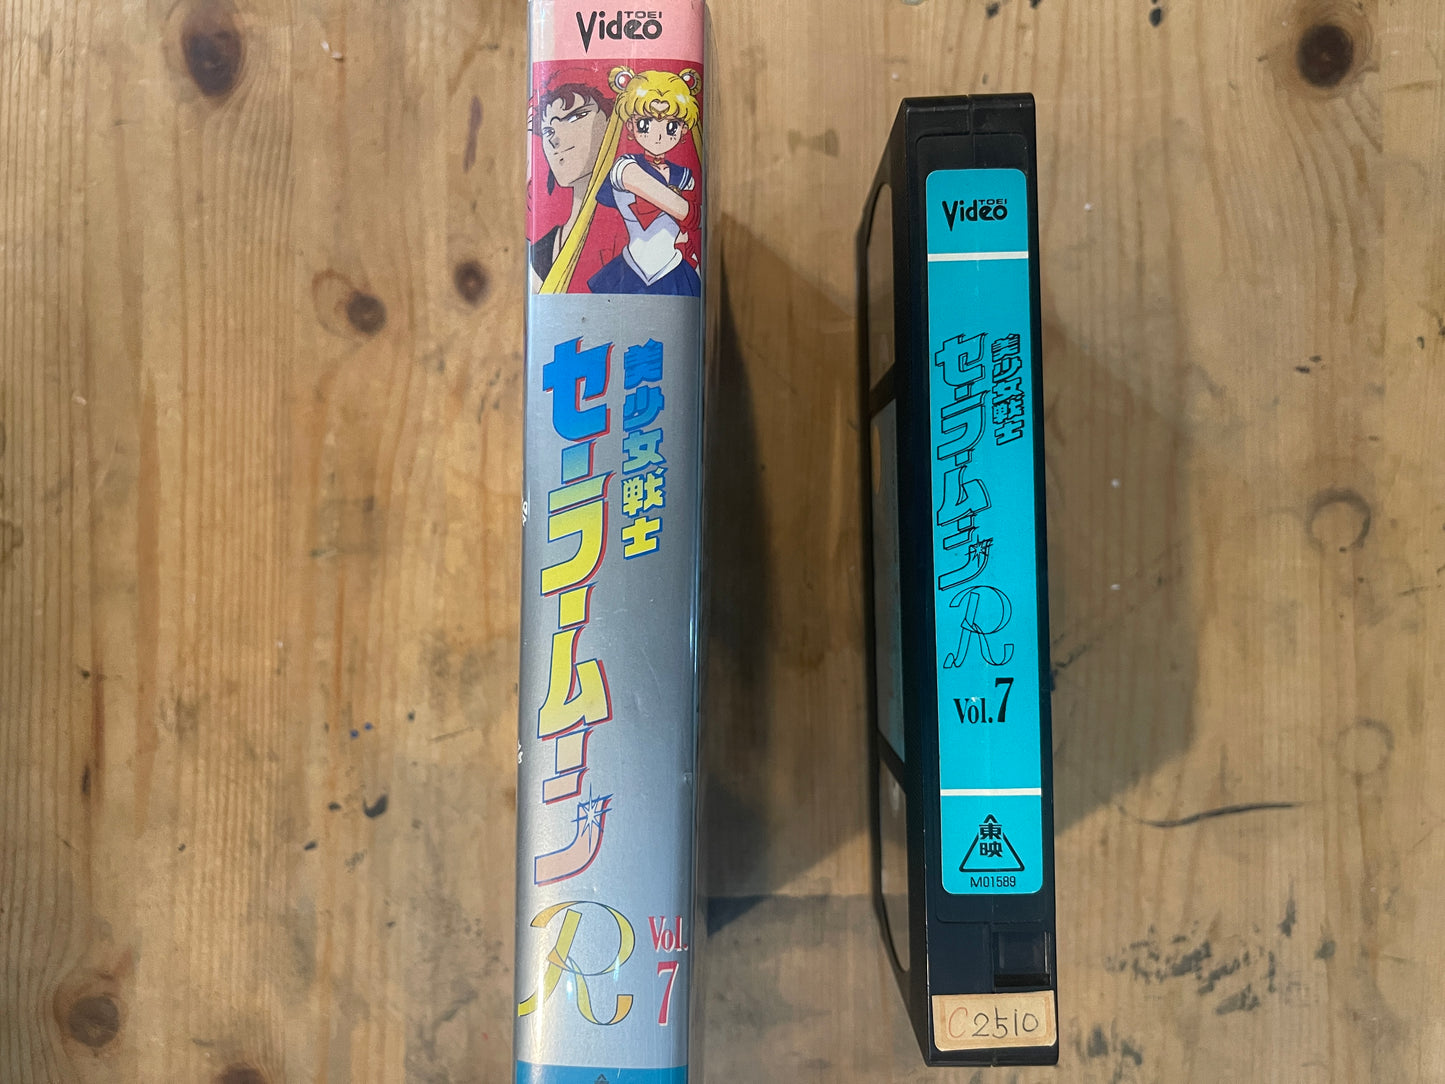 TOEI
Video
美少女戦士
セーラームーン
R
Vol.
7
TOEI
Video
美少女戦士
セーラームーン
R
Vol.7
東映
M01589
C2510